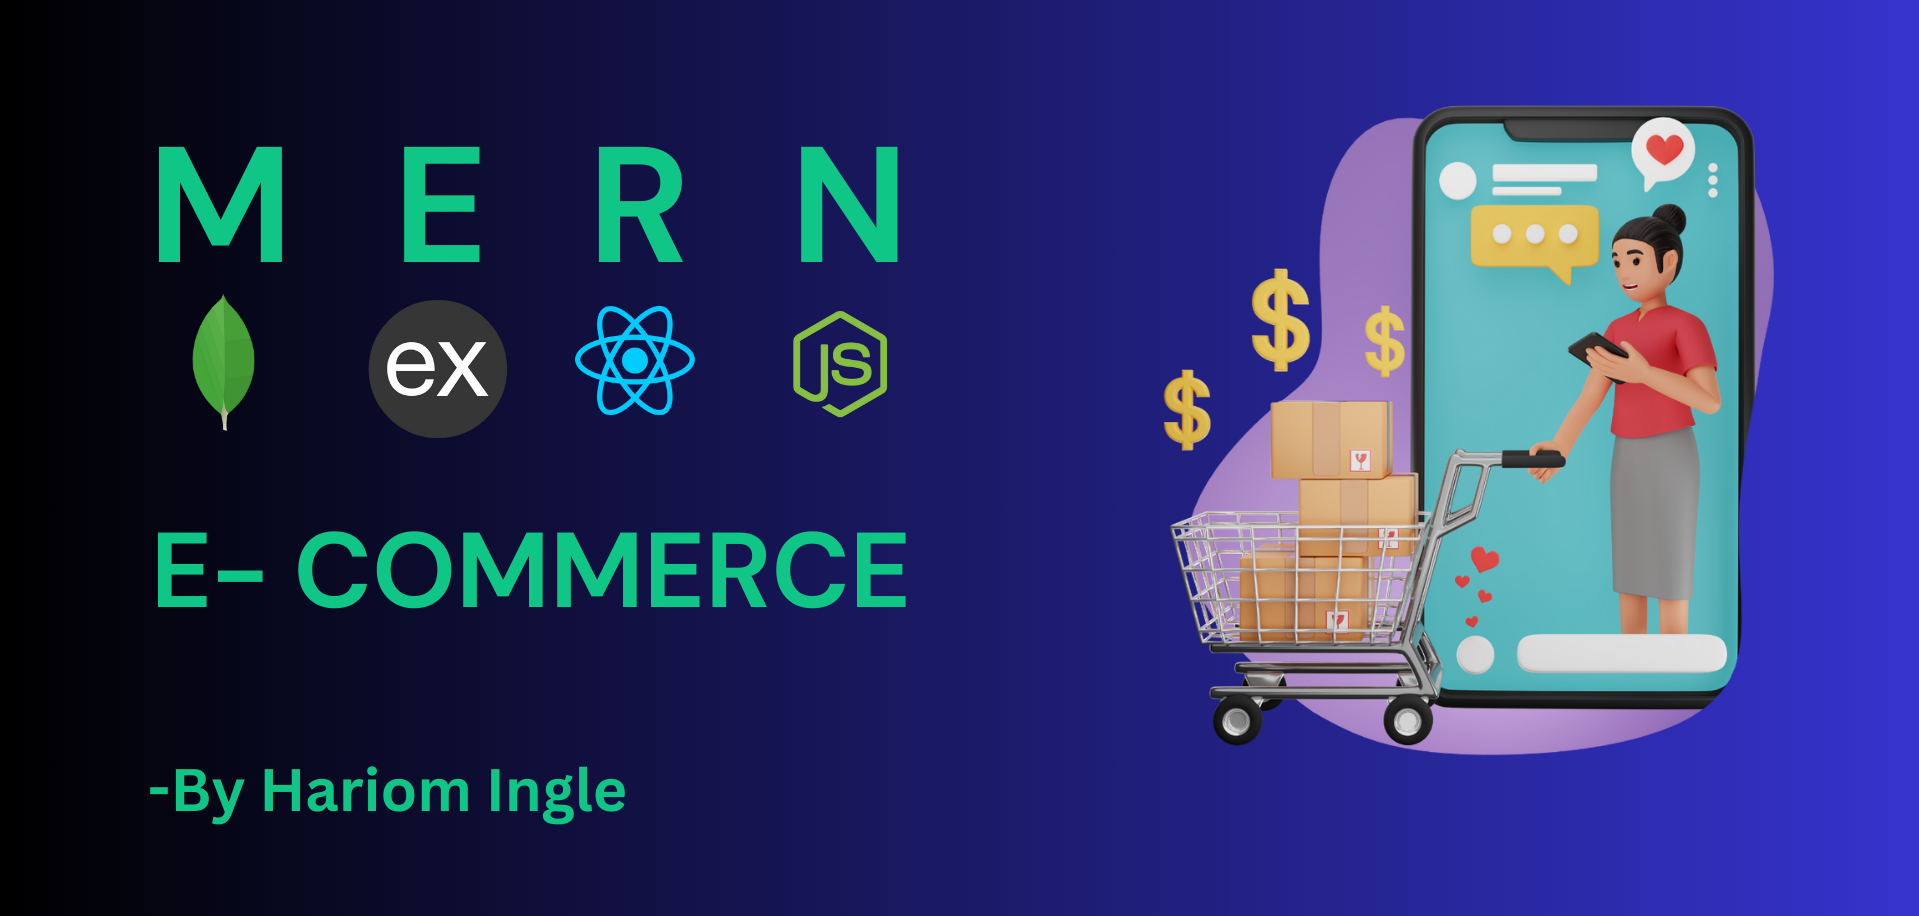 M E R N
ex JS
E- COMMERCE
-By Hariom Ingle
$ $ $